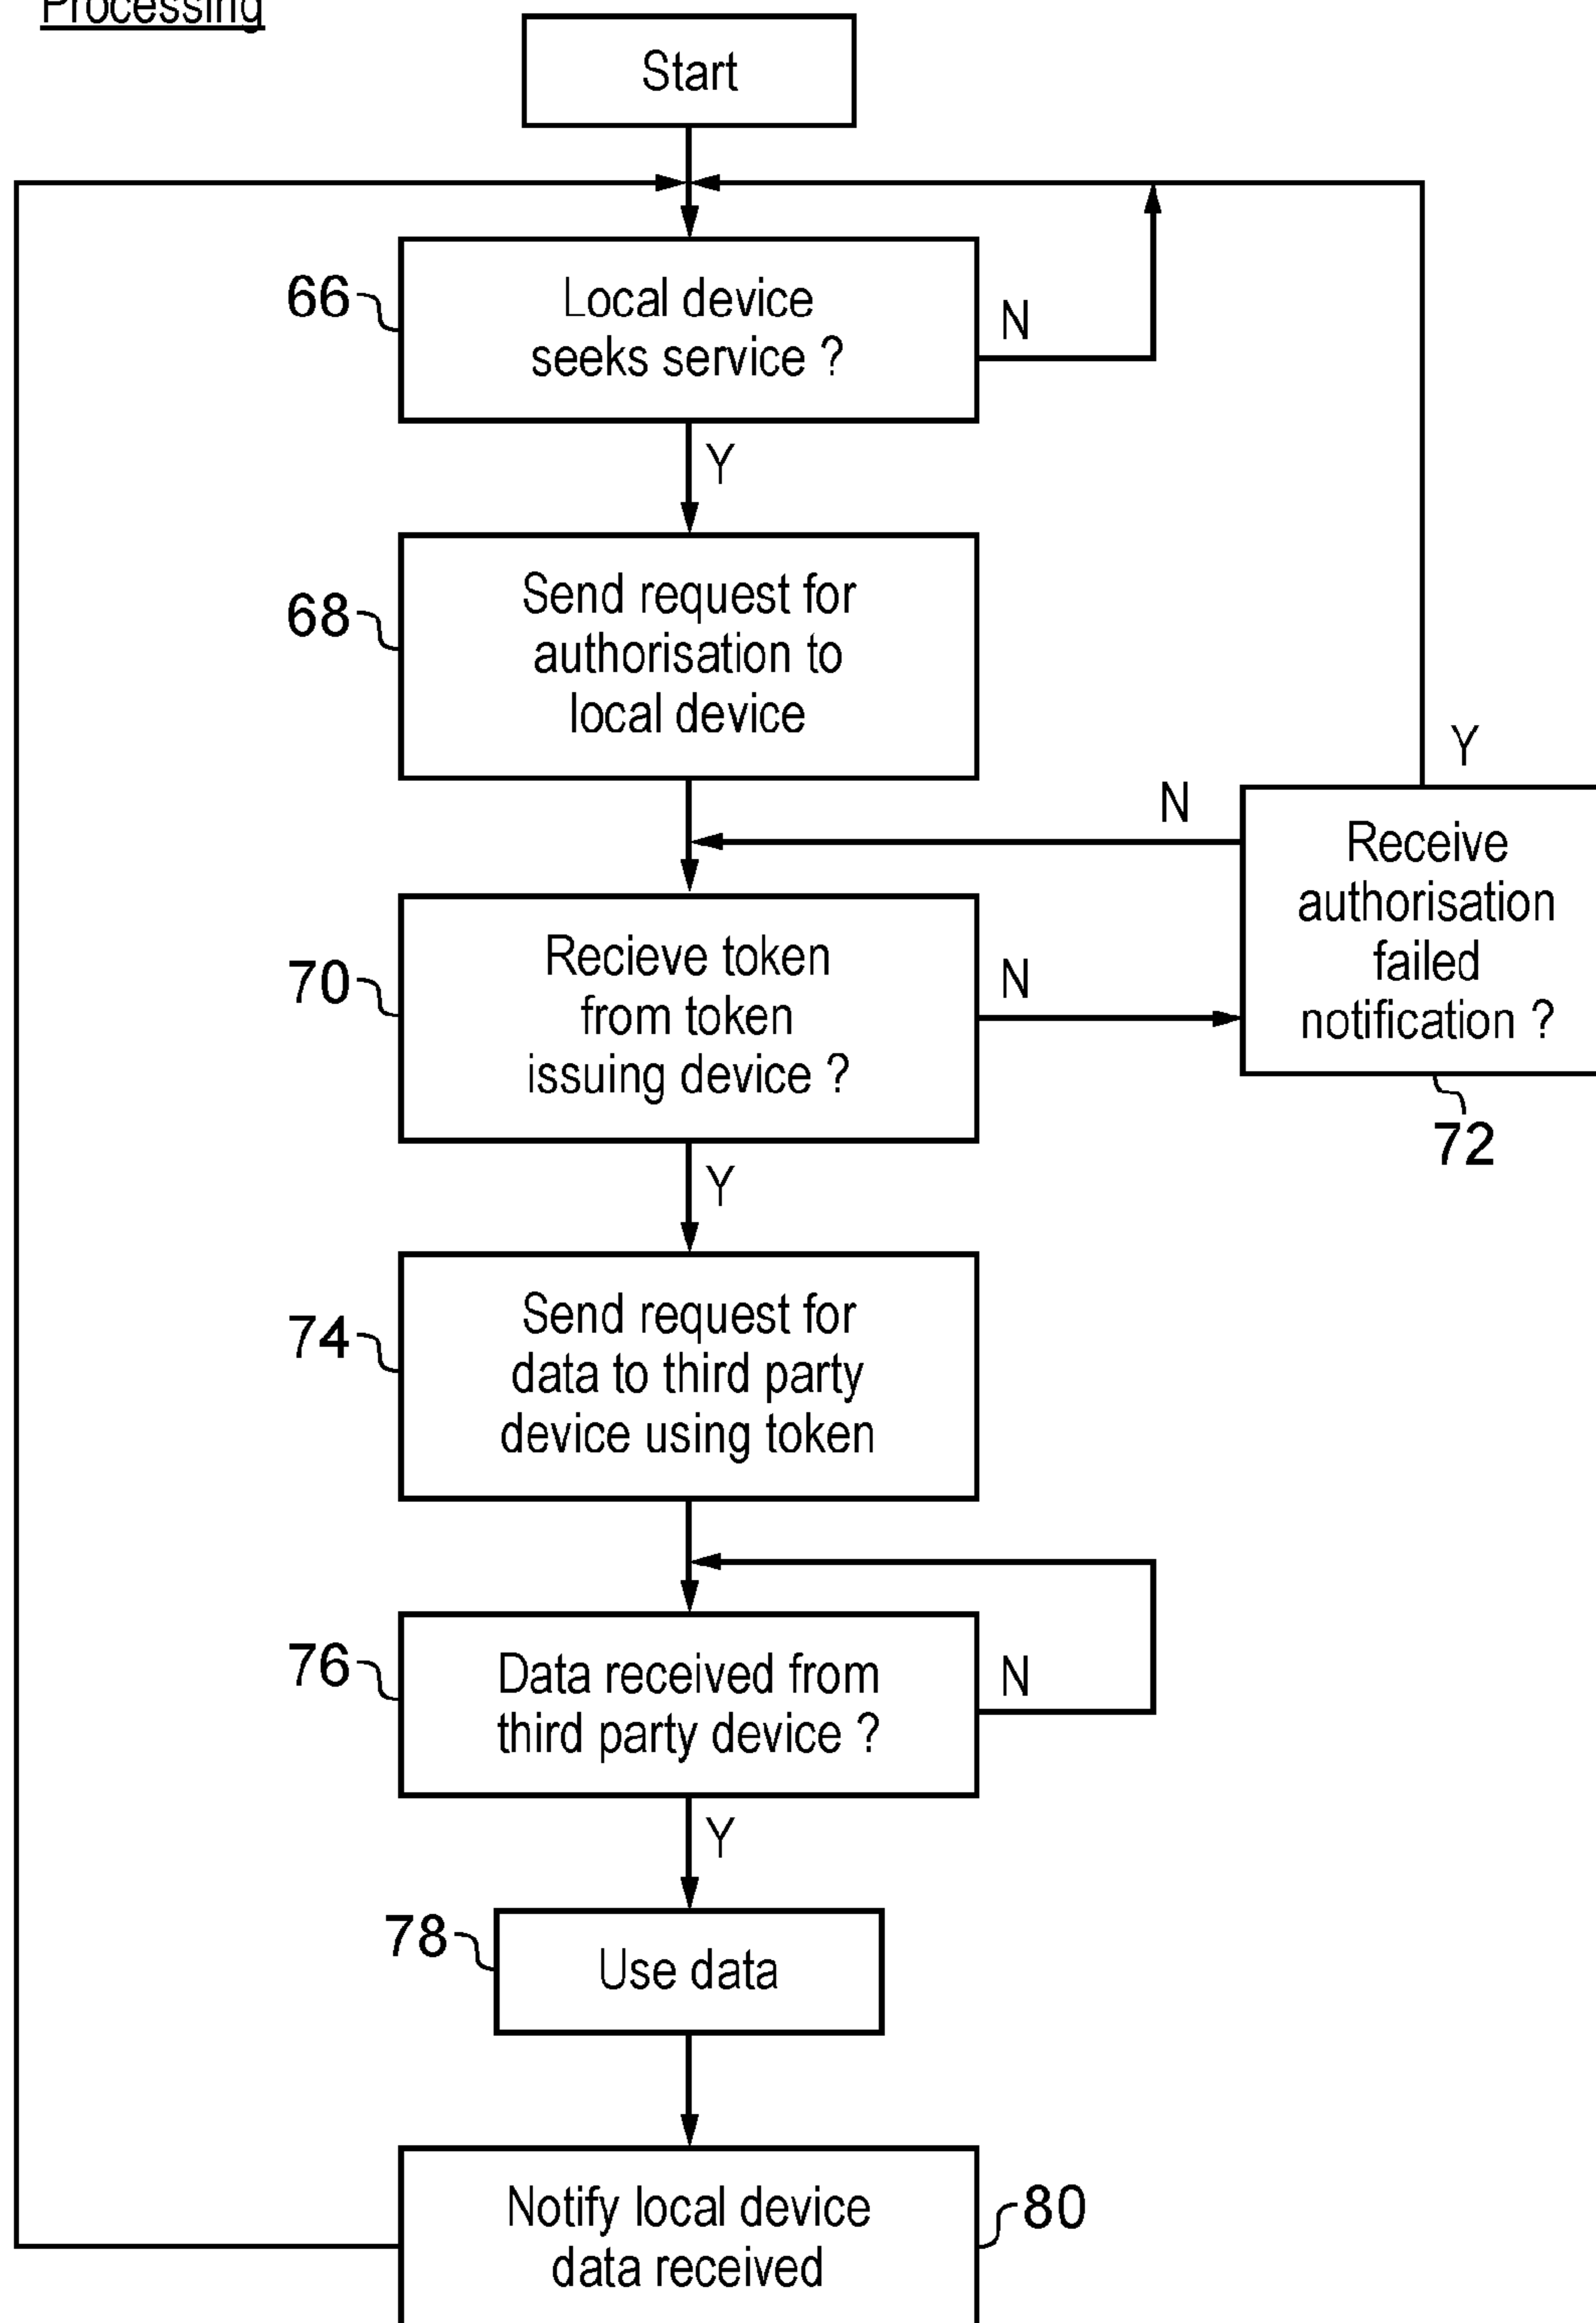 Processing
Start
66
Local device
seeks service ?
N
Y
68
Send request for
authorisation to
local device
Y
N
Receive
authorisation
failed
notification ?
72
70
Recieve token
from token
issuing device ?
N
Y
74
Send request for
data to third party
device using token
76
Data received from
third party device ?
N
Y
78
Use data
Notify local device
data received
80